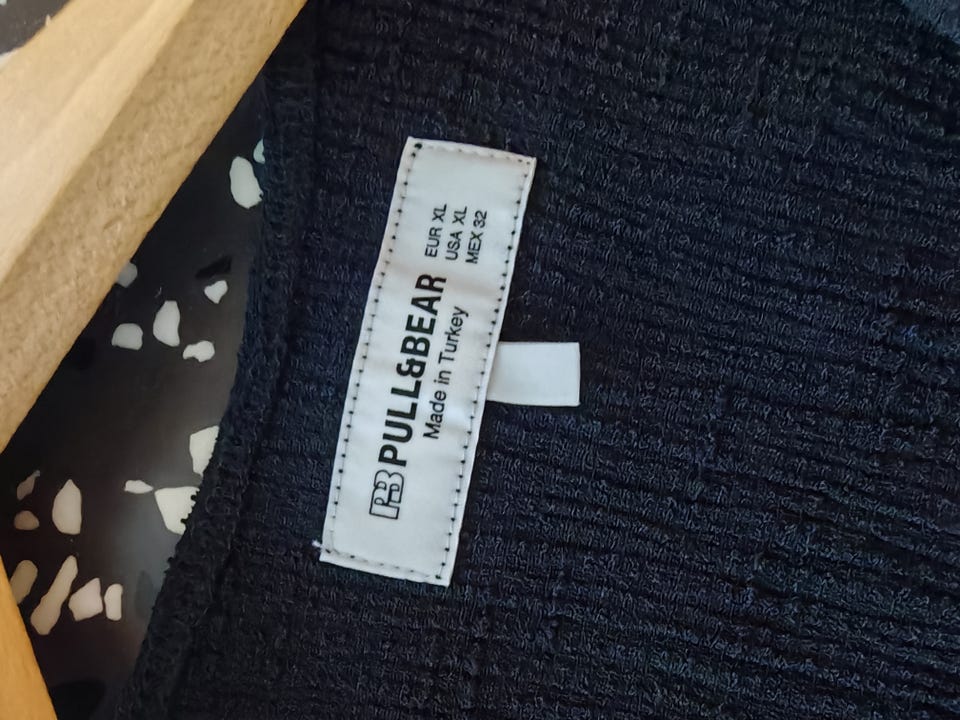 P&B PULL&BEAR
Made in Turkey
EUR XL
USA XL
MEX 32